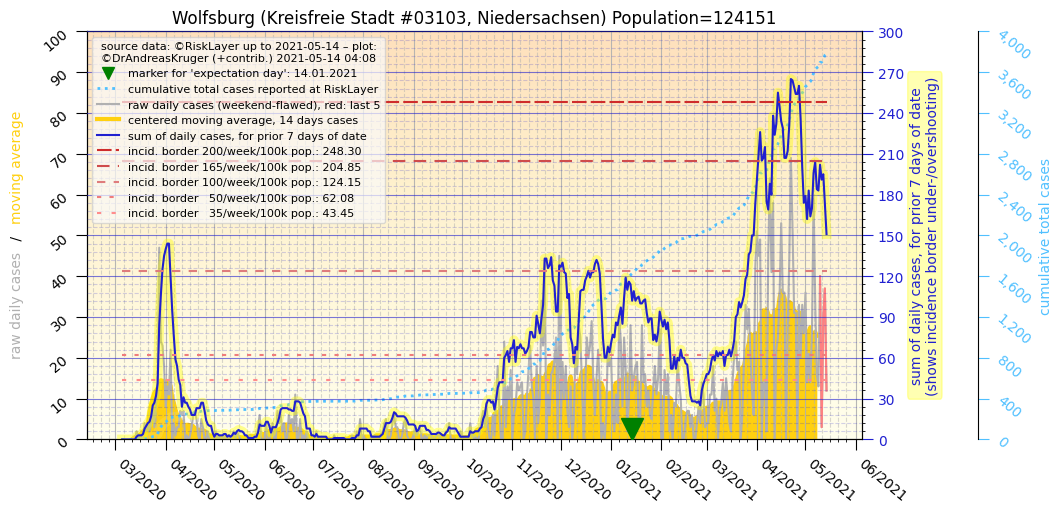 Wolfsburg (Kreisfreie Stadt #03103, Niedersachsen) Population=124151
source data: ©RiskLayer up to 2021-05-14 – plot:
©DrAndreasKruger (+contrib.) 2021-05-14 04:08
marker for 'expectation day': 14.01.2021
cumulative total cases reported at RiskLayer
raw daily cases (weekend-flawed), red: last 5
centered moving average, 14 days cases
sum of daily cases, for prior 7 days of date
incid. border 200/week/100k pop.: 248.30
incid. border 165/week/100k pop.: 204.85
incid. border 100/week/100k pop.: 124.15
incid. border 50/week/100k pop.: 62.08
incid. border 35/week/100k pop.: 43.45
raw daily cases / moving average
100
90
80
70
60
50
40
30
20
10
0
03/2020
04/2020
05/2020
06/2020
07/2020
08/2020
09/2020
10/2020
11/2020
12/2020
01/2021
02/2021
03/2021
04/2021
05/2021
06/2021
300
270
240
210
180
150
120
90
60
30
0
sum of daily cases, for prior 7 days of date
(shows incidence border under-/overshooting)
4,000
3,600
3,200
2,800
2,400
2,000
1,600
1,200
800
400
0
cumulative total cases